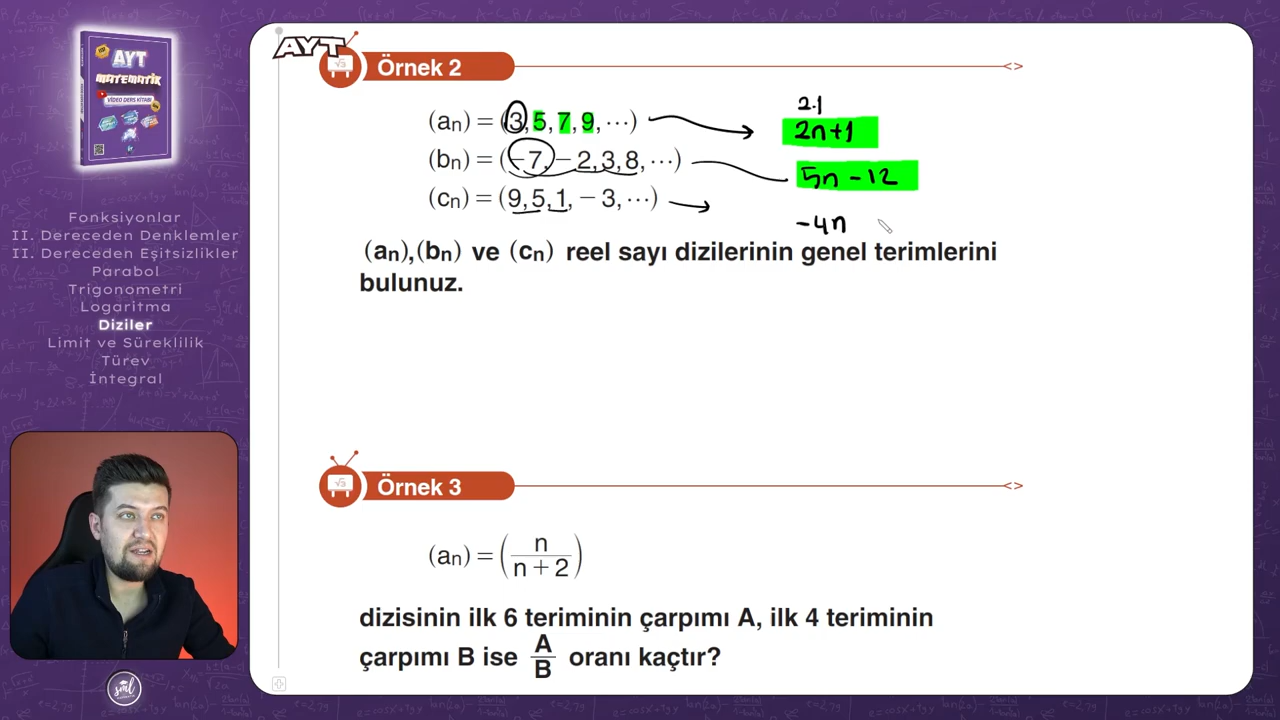 AYT
MATEMATİK
VİDEO DERS KİTABI
Fonksiyonlar
II. Dereceden Denklemler
II. Dereceden Eşitsizlikler
Parabol
Trigonometri
Logaritma
Diziler
Limit ve Süreklilik
Türev
İntegral
sml
AYT
√5 Örnek 2
2.1
(an) = (3, 5, 7, 9, ⋯) 2n+1
(bn) = (−7, −2, 3, 8, ⋯) 5n −12
(cn) = (9, 5, 1, −3, ⋯) −4n
(an),(bn) ve (cn) reel sayı dizilerinin genel terimlerini
bulunuz.
√5 Örnek 3
(an) = (n / n + 2)
dizisinin ilk 6 teriminin çarpımı A, ilk 4 teriminin
çarpımı B ise A/B oranı kaçtır?